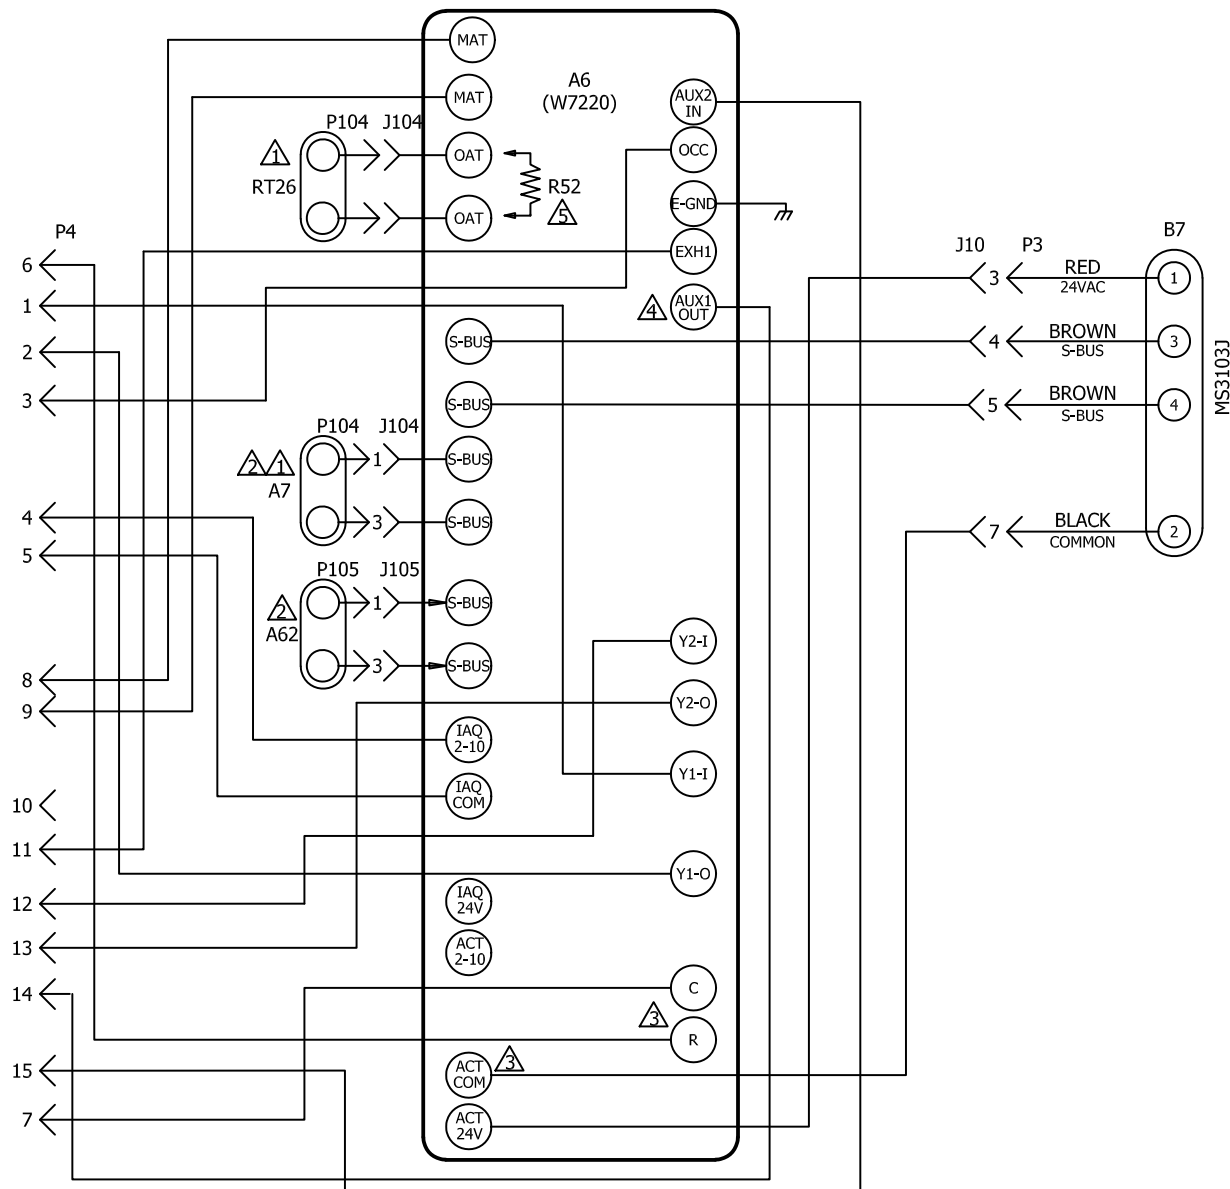 MAT
MAT
A6
(W7220)
AUX2
IN
P104
J104
1
RT26
OAT
OAT
R52
5
OCC
E-GND
EXH1
4
AUX1
OUT
P4
6
1
2
3
4
5
8
9
10
11
12
13
14
15
7
J10
P3
B7
3
RED
24VAC
1
4
BROWN
S-BUS
3
5
BROWN
S-BUS
4
7
BLACK
COMMON
2
MS3103J
S-BUS
S-BUS
P104
J104
2
1
A7
1
S-BUS
3
S-BUS
P105
J105
2
A62
1
S-BUS
3
S-BUS
Y2-I
Y2-O
Y1-I
Y1-O
IAQ
2-10
IAQ
COM
IAQ
24V
ACT
2-10
C
3
R
ACT
COM
3
ACT
24V